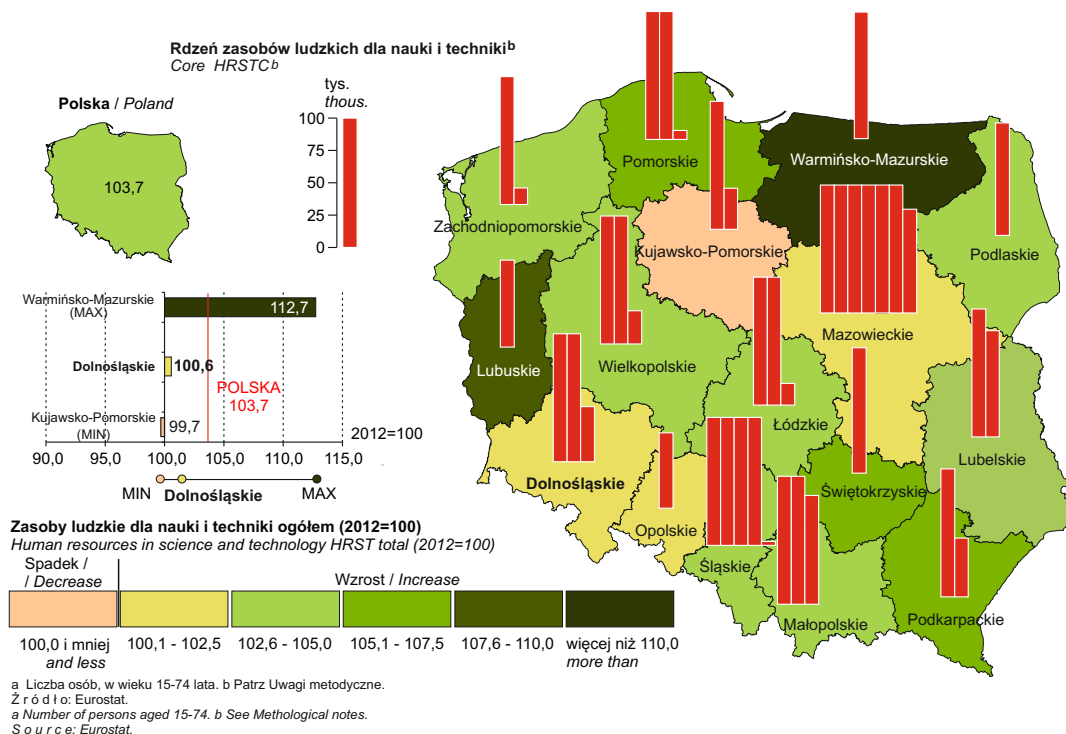 Rdzeń zasobów ludzkich dla nauki i techniki b
Core HRSTC b
tys.
thous.
100
75
50
25
0
Polska / Poland
103,7
Warmińsko-Mazurskie
(MAX)
112,7
Dolnośląskie
100,6
POLSKA
103,7
Kujawsko-Pomorskie
(MIN)
99,7
2012=100
90,0 95,0 100,0 105,0 110,0 115,0
MIN Dolnośląskie MAX
Pomorskie
Warmińsko-Mazurskie
Zachodniopomorskie
Kujawsko-Pomorskie
Podlaskie
Mazowieckie
Lubuskie
Wielkopolskie
Łódzkie
Lubelskie
Dolnośląskie
Świętokrzyskie
Opolskie
Śląskie
Małopolskie
Podkarpackie
Zasoby ludzkie dla nauki i techniki ogółem (2012=100)
Human resources in science and technology HRST total (2012=100)
Spadek /
/ Decrease
Wzrost / Increase
100,0 i mniej
and less
100,1 - 102,5
102,6 - 105,0
105,1 - 107,5
107,6 - 110,0
więcej niż 110,0
more than
a Liczba osób, w wieku 15-74 lata. b Patrz Uwagi metodyczne.
Ź r ó d ł o: Eurostat.
a Number of persons aged 15-74. b See Methological notes.
S o u r c e: Eurostat.